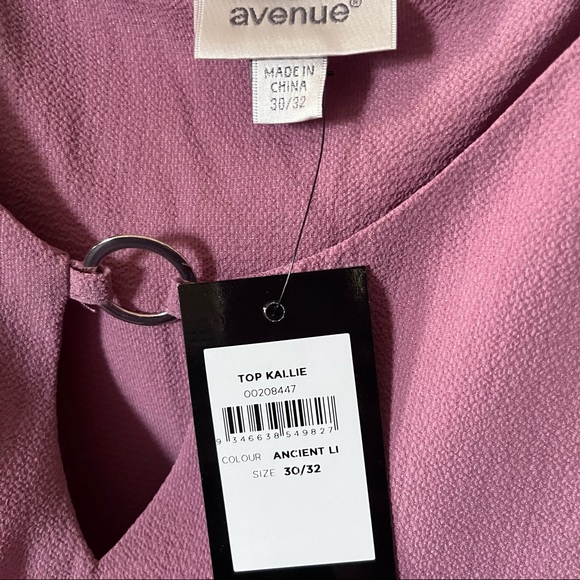 avenue®
MADE IN
CHINA
30/32
TOP KALLIE
00208447
9 346638 549827
COLOUR ANCIENT LI
SIZE 30/32